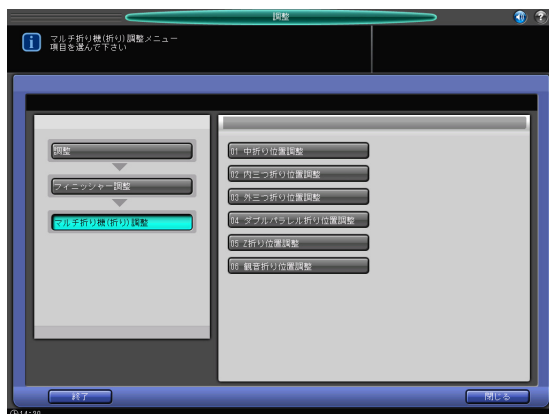 調整
マルチ折り機(折り)調整メニュー
項目を選んで下さい
調整
フィニッシャー調整
マルチ折り機(折り)調整
01 中折り位置調整
02 内三つ折り位置調整
03 外三つ折り位置調整
04 ダブルパラレル折り位置調整
05 Z折り位置調整
06 観音折り位置調整
終了
閉じる
14:30